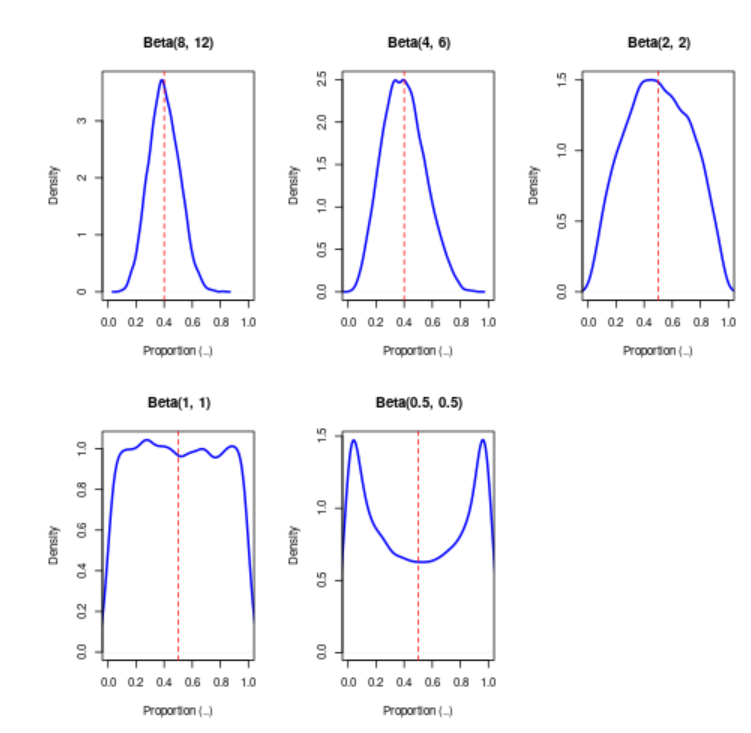 Beta(8, 12)
Density
0 1 2 3
0.0 0.2 0.4 0.6 0.8 1.0
Proportion (..)
Beta(4, 6)
Density
0.0 0.5 1.0 1.5 2.0 2.5
0.0 0.2 0.4 0.6 0.8 1.0
Proportion (..)
Beta(2, 2)
Density
0.0 0.5 1.0 1.5
0.0 0.2 0.4 0.6 0.8 1.0
Proportion (..)
Beta(1, 1)
Density
0.0 0.2 0.4 0.6 0.8 1.0
0.0 0.2 0.4 0.6 0.8 1.0
Proportion (..)
Beta(0.5, 0.5)
Density
0.0 0.5 1.0 1.5
0.0 0.2 0.4 0.6 0.8 1.0
Proportion (..)